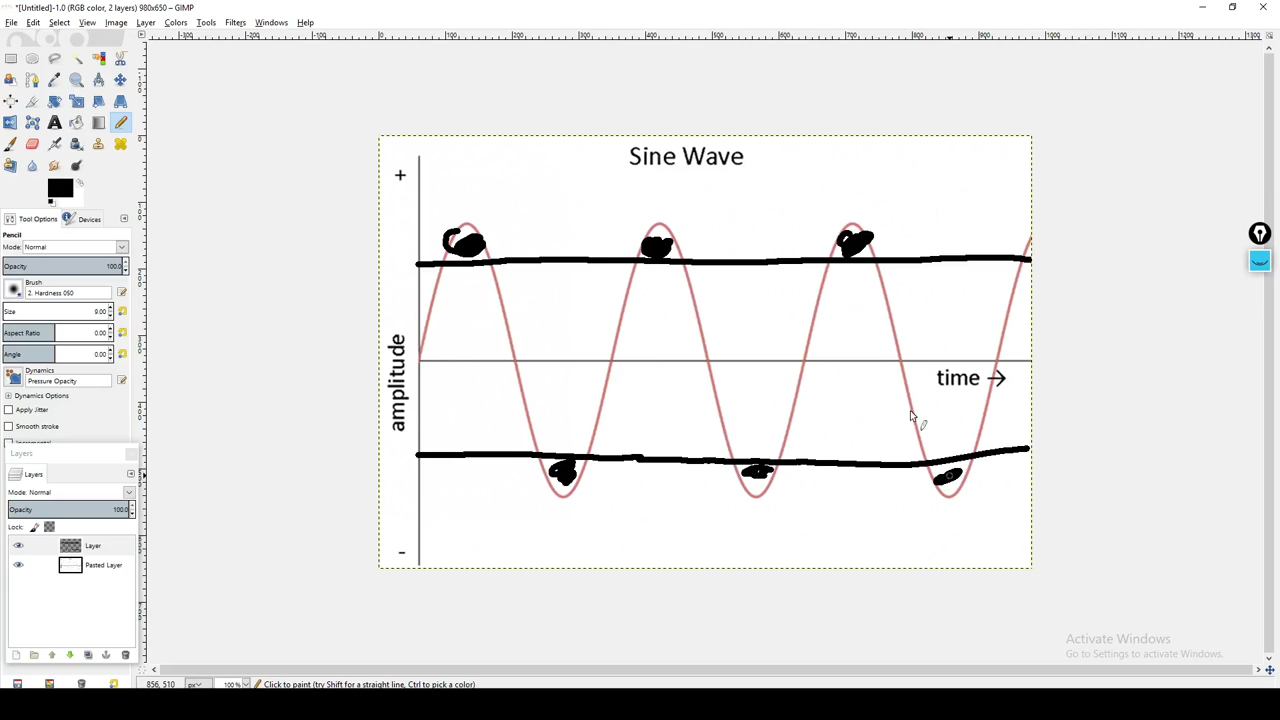 *[Untitled]-1.0 (RGB color, 2 layers) 980x650 – GIMP
File Edit Select View Image Layer Colors Tools Filters Windows Help
Tool Options Devices
Pencil
Mode: Normal
Opacity 100.0
Brush
2. Hardness 050
Size 9.00
Aspect Ratio 0.00
Angle 0.00
Dynamics
Pressure Opacity
Dynamics Options
Apply Jitter
Smooth stroke
Layers
Layers
Mode: Normal
Opacity 100.0
Lock:
Layer
Pasted Layer
Sine Wave
+
amplitude
time →
-
Activate Windows
Go to Settings to activate Windows.
856, 510 px 100 % Click to paint (try Shift for a straight line, Ctrl to pick a color)